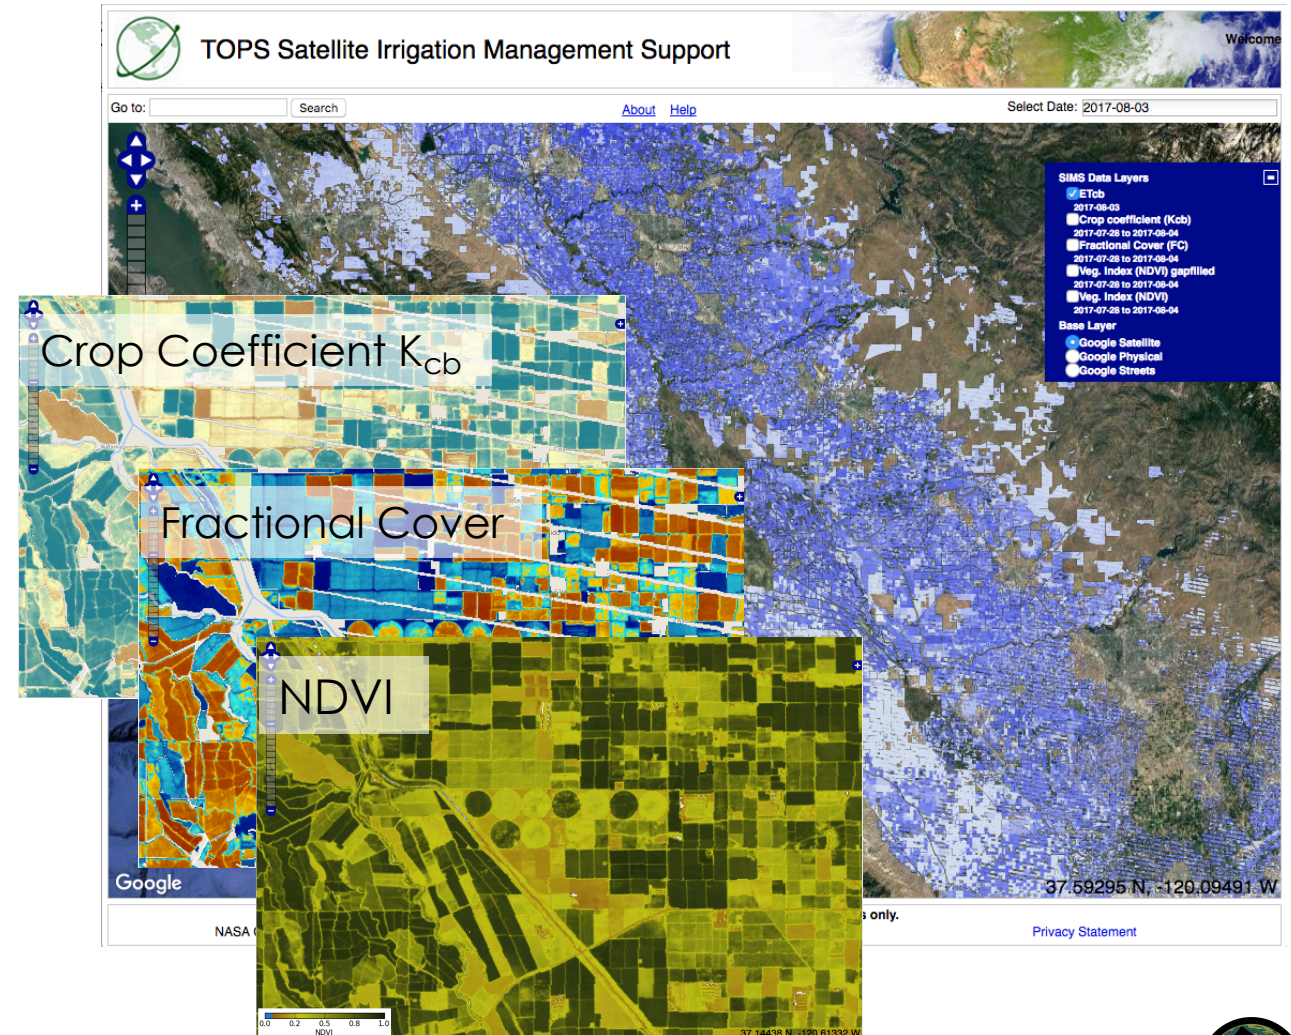 TOPS Satellite Irrigation Management Support
Welcome
Go to:
Search
About Help
Select Date: 2017-08-03
SIMS Data Layers
ETcb
2017-08-03
Crop coefficient (Kcb)
2017-07-28 to 2017-08-04
Fractional Cover (FC)
2017-07-28 to 2017-08-04
Veg. Index (NDVI) gapfilled
2017-07-28 to 2017-08-04
Veg. Index (NDVI)
2017-07-28 to 2017-08-04
Base Layer
Google Satellite
Google Physical
Google Streets
Crop Coefficient Kcb
Fractional Cover
NDVI
Google
37.59295 N, -120.09491 W
s only.
NASA
Privacy Statement
0.0 0.2 0.5 0.8 1.0
NDVI
37.14438 N, -120.61332 W